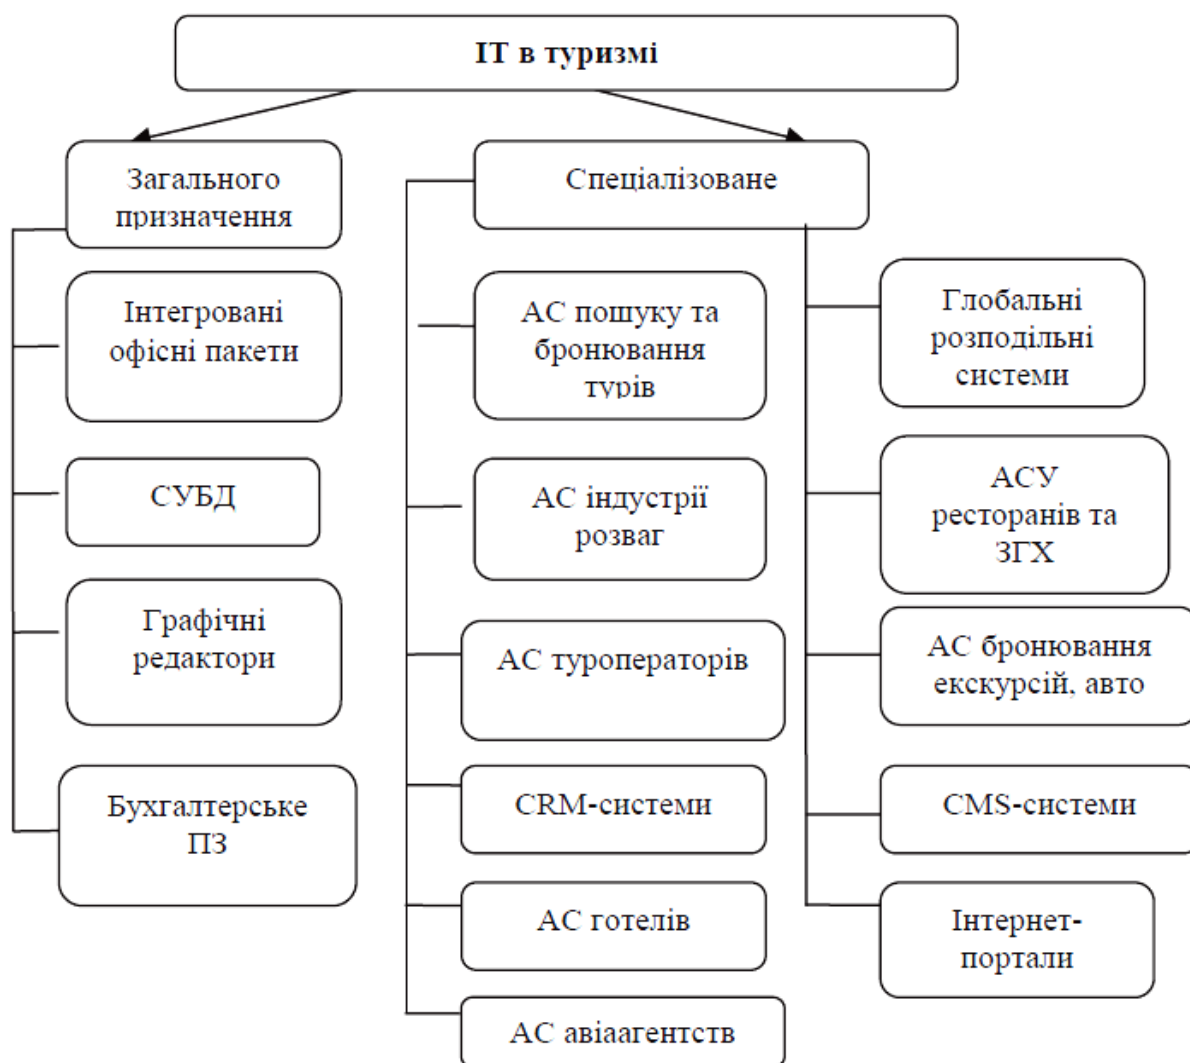 ІТ в туризмі
Загального
призначення
Інтегровані
офісні пакети
СУБД
Графічні
редактори
Бухгалтерське
ПЗ
Спеціалізоване
АС пошуку та
бронювання
турів
АС індустрії
розваг
АС туроператорів
CRM-системи
АС готелів
АС авіаагентств
Глобальні
розподільні
системи
АСУ
ресторанів та
ЗГХ
АС бронювання
екскурсій, авто
CMS-системи
Інтернет-
портали